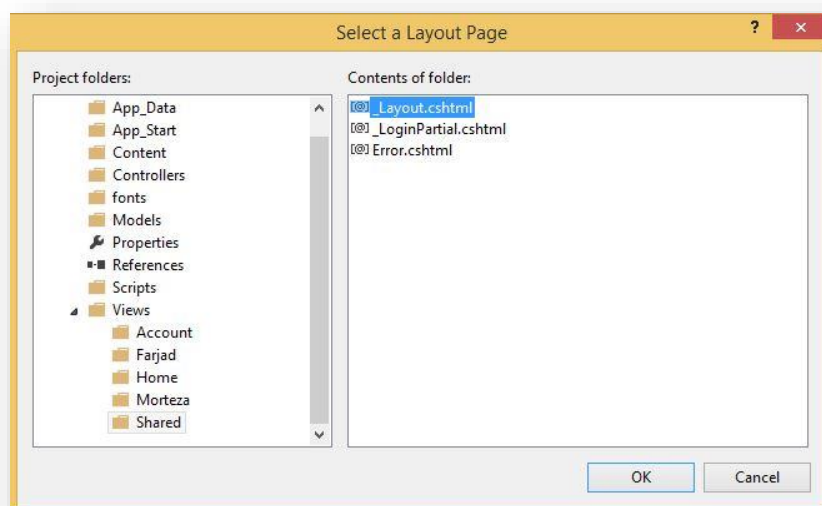 Select a Layout Page
?
Project folders:
App_Data
App_Start
Content
Controllers
fonts
Models
Properties
References
Scripts
Views
Account
Farjad
Home
Morteza
Shared
Contents of folder:
[@] _Layout.cshtml
[@] _LoginPartial.cshtml
[@] Error.cshtml
OK
Cancel